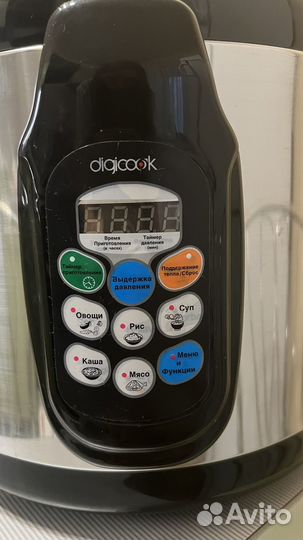 digicook
Время
Приготовления
(в часах)
Таймер
давления
(мин)
Таймер
приготовления
Выдержка
давления
Поддержание
тепла/Сброс
Овощи
Рис
Суп
Каша
Мясо
Меню
и
Функции
Avito